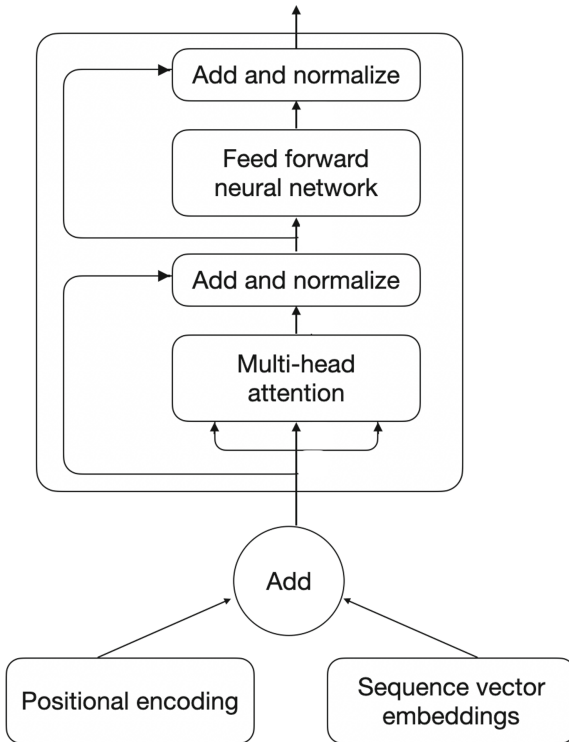 Add and normalize
Feed forward
neural network
Add and normalize
Multi-head
attention
Add
Positional encoding
Sequence vector
embeddings